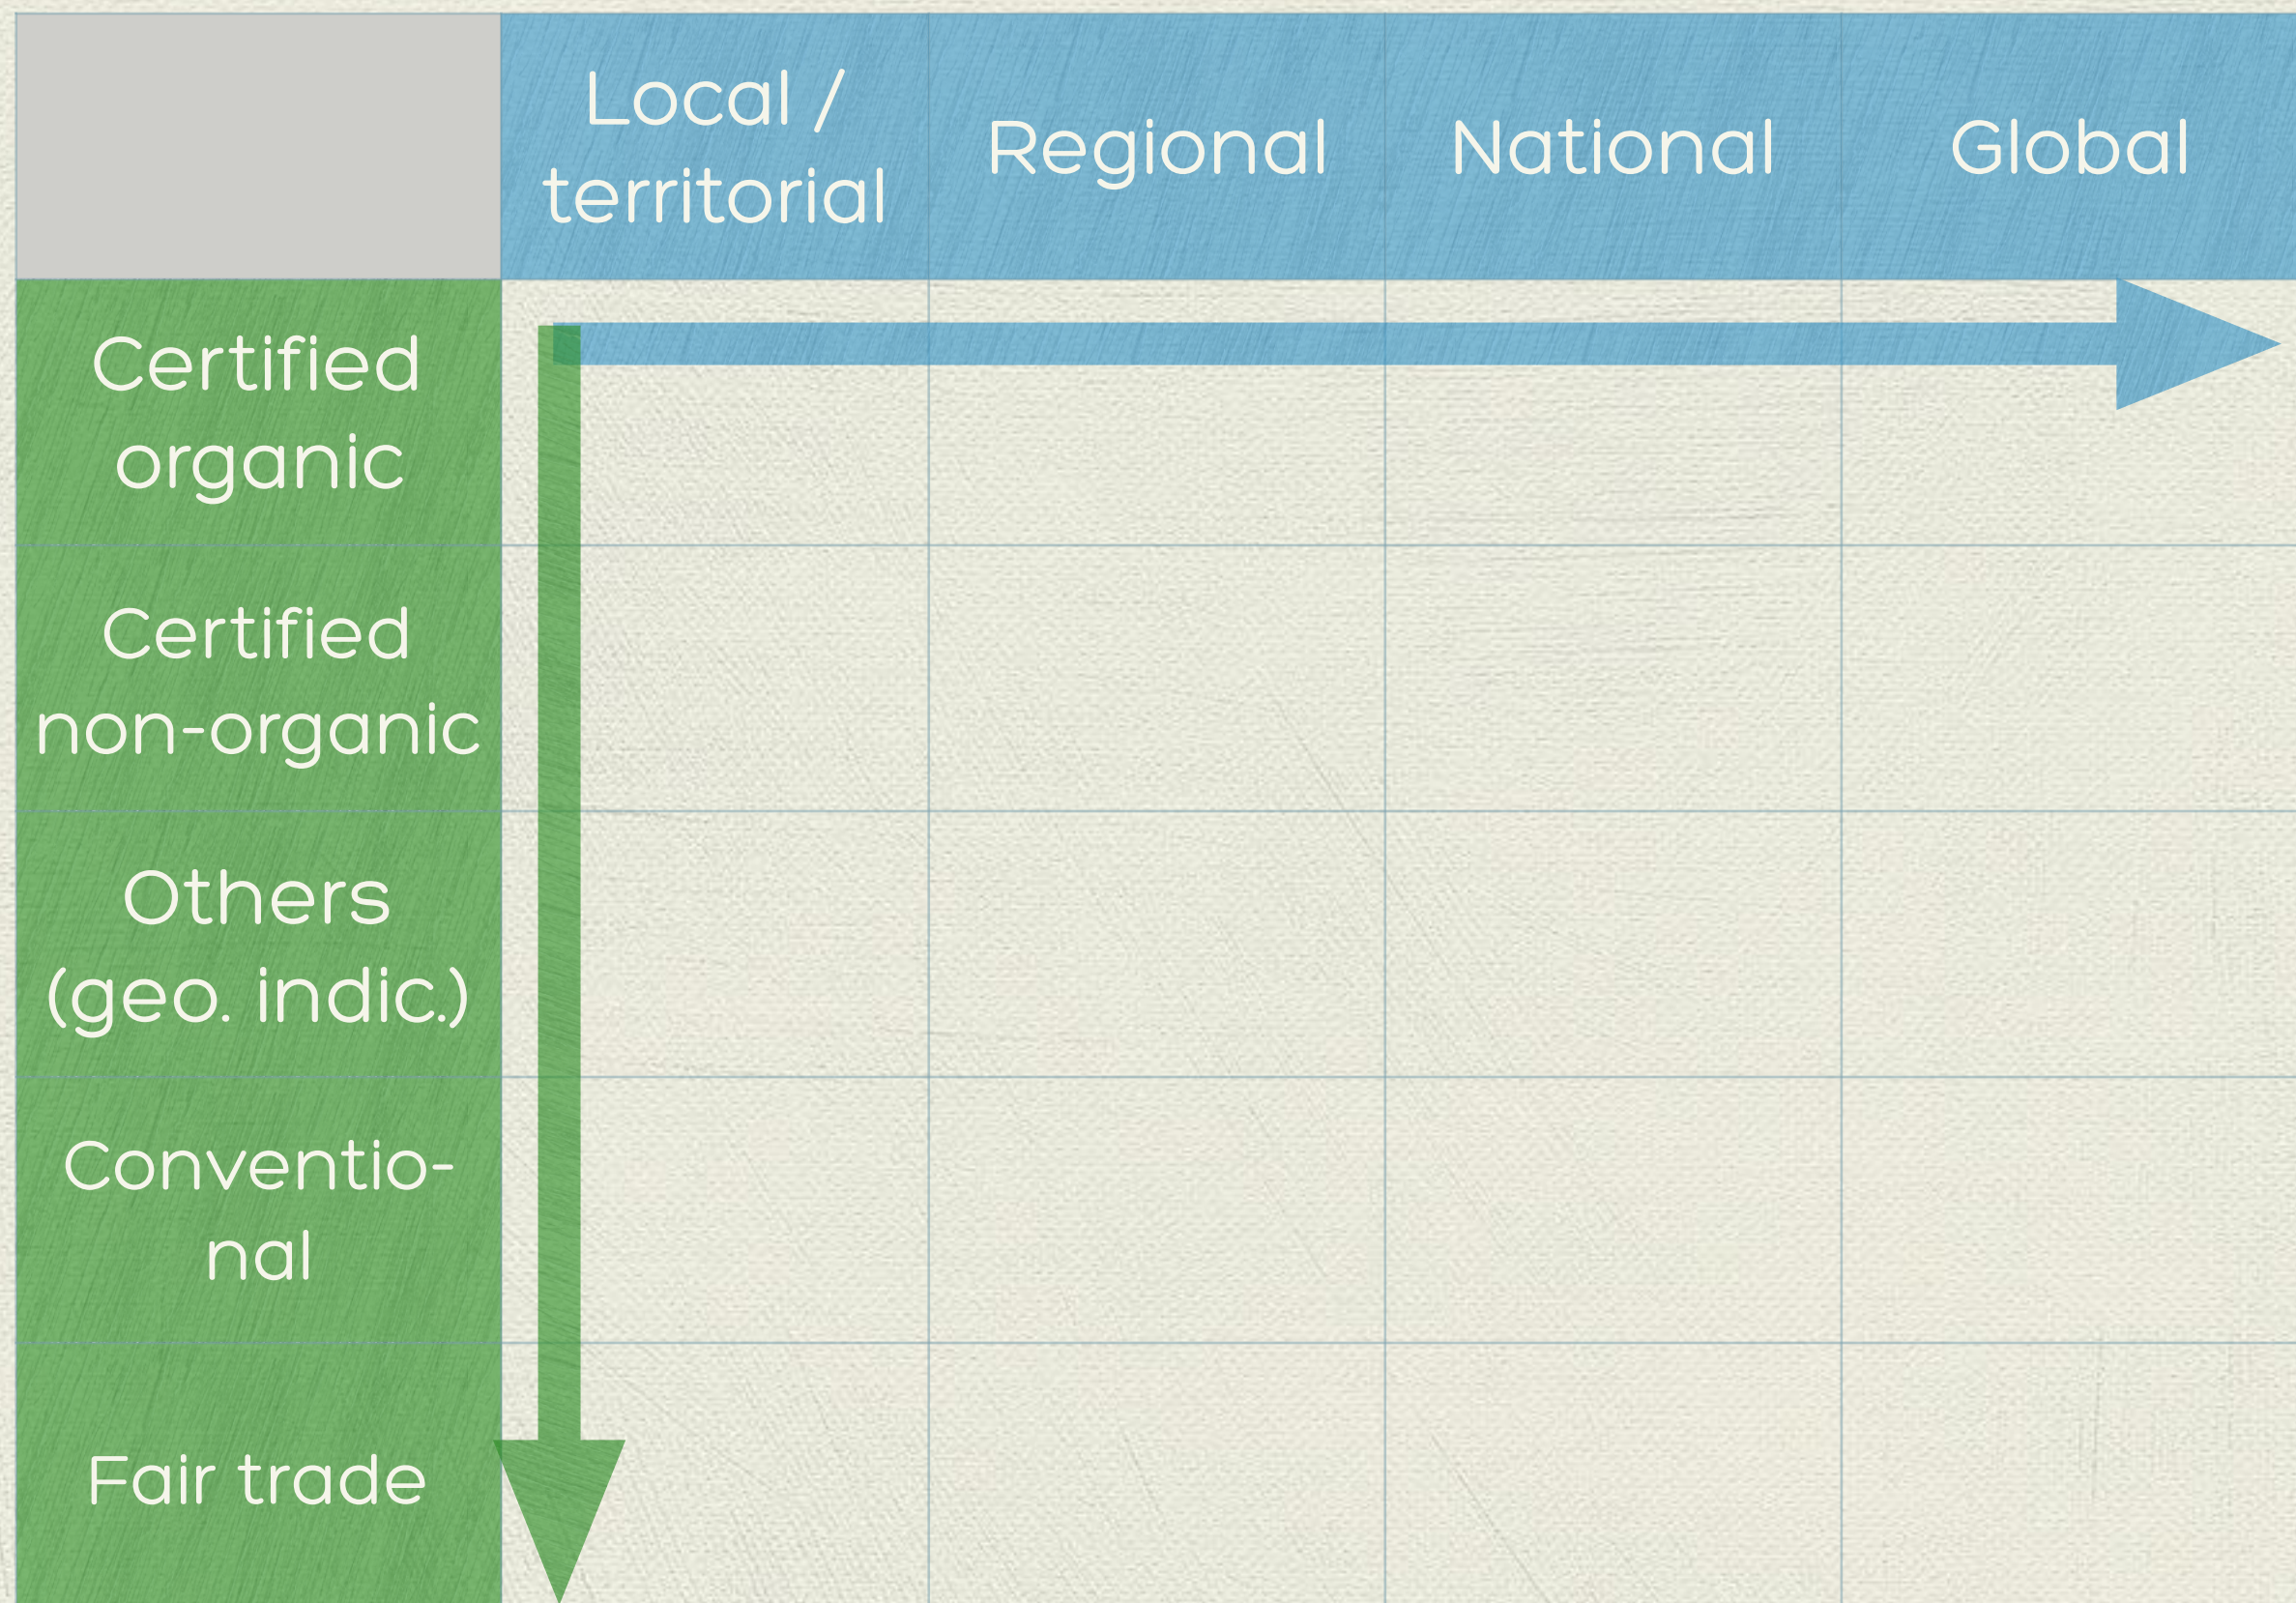 Local /
territorial
Regional
National
Global
Certified
organic
Certified
non-organic
Others
(geo. indic.)
Conventio-
nal
Fair trade